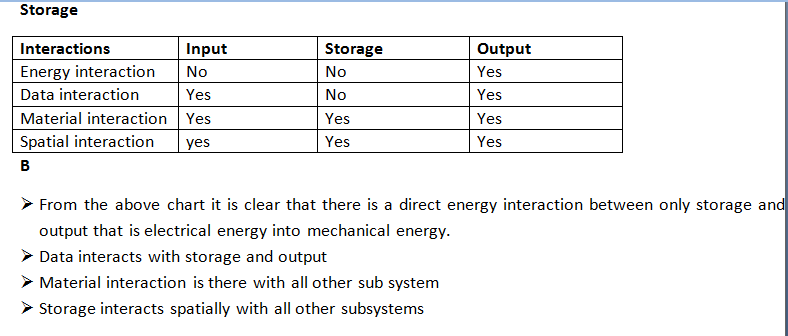 Storage
Interactions Input Storage Output
Energy interaction No No Yes
Data interaction Yes No Yes
Material interaction Yes Yes Yes
Spatial interaction yes Yes Yes
B
➢ From the above chart it is clear that there is a direct energy interaction between only storage and
output that is electrical energy into mechanical energy.
➢ Data interacts with storage and output
➢ Material interaction is there with all other sub system
➢ Storage interacts spatially with all other subsystems